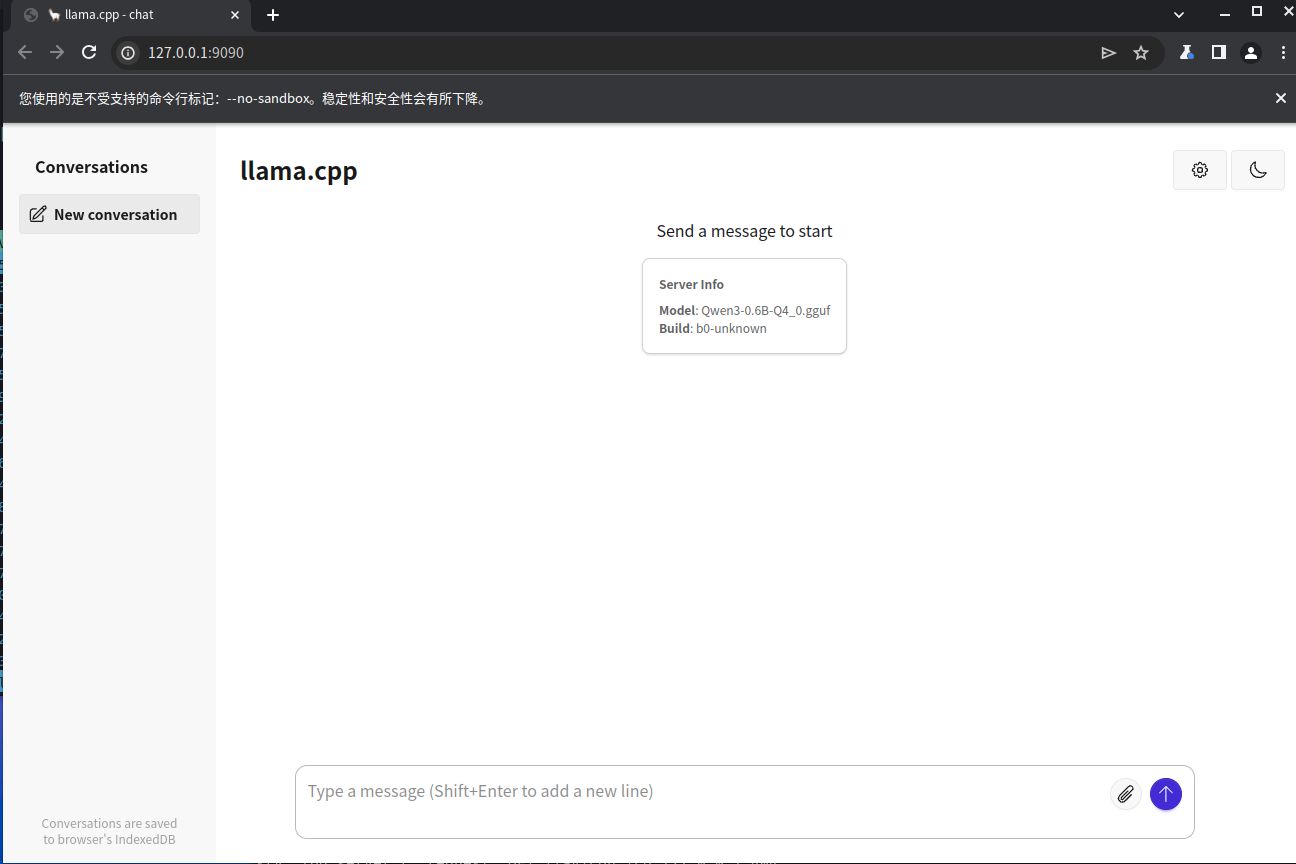 llama.cpp - chat
127.0.0.1:9090
您使用的是不受支持的命令行标记：--no-sandbox。稳定性和安全性会有所下降。
Conversations
New conversation
llama.cpp
Send a message to start
Server Info
Model: Qwen3-0.6B-Q4_0.gguf
Build: b0-unknown
Type a message (Shift+Enter to add a new line)
Conversations are saved
to browser's IndexedDB